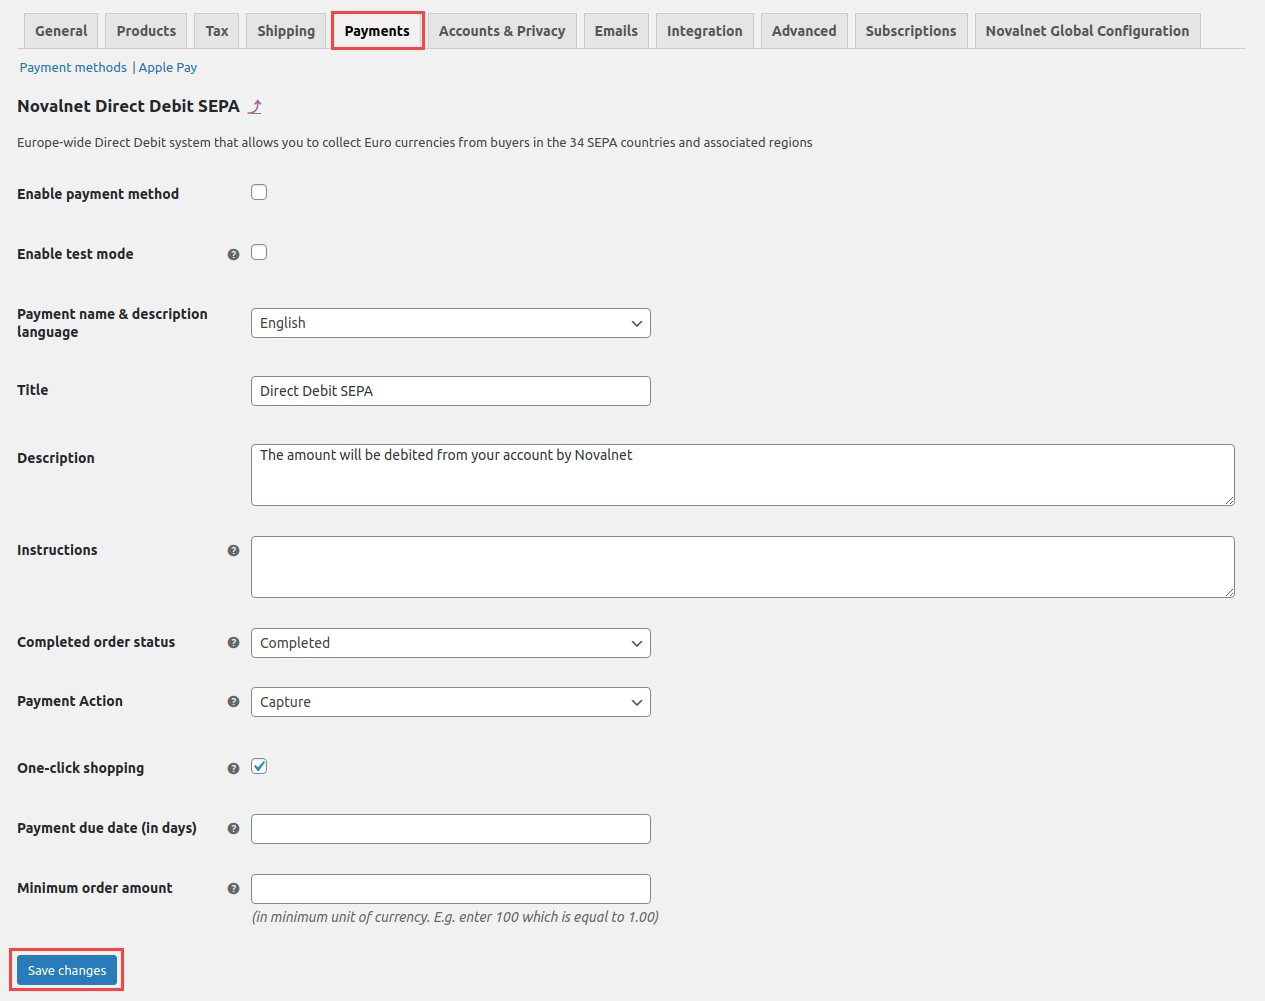 General Products Tax Shipping Payments Accounts & Privacy Emails Integration Advanced Subscriptions Novalnet Global Configuration
Payment methods | Apple Pay
Novalnet Direct Debit SEPA
Europe-wide Direct Debit system that allows you to collect Euro currencies from buyers in the 34 SEPA countries and associated regions
Enable payment method
Enable test mode ?
Payment name & description
language
English
Title
Direct Debit SEPA
Description
The amount will be debited from your account by Novalnet
Instructions ?
Completed order status ? Completed
Payment Action ? Capture
One-click shopping ?
Payment due date (in days) ?
Minimum order amount ?
(in minimum unit of currency. E.g. enter 100 which is equal to 1.00)
Save changes